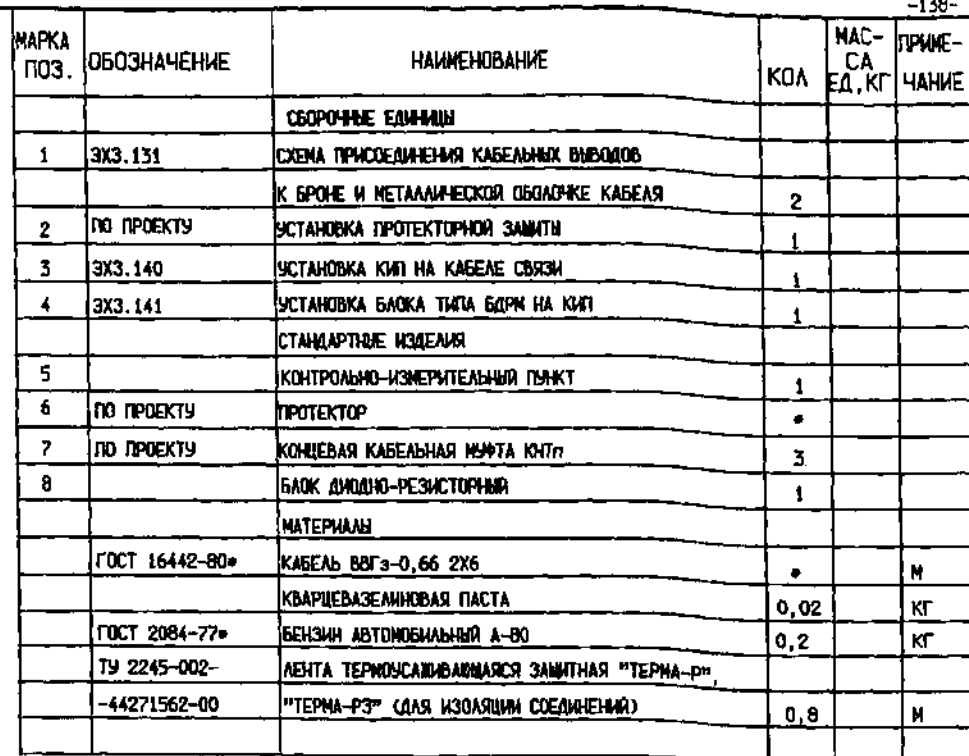 -138-
МАРКА ПОЗ. ОБОЗНАЧЕНИЕ НАИМЕНОВАНИЕ КОЛ МАС-СА ЕД,КГ ПРИМЕ-ЧАНИЕ
СБОРОЧНЫЕ ЕДИНИЦЫ
1 ЭХЗ.131 СХЕМА ПРИСОЕДИНЕНИЯ КАБЕЛЬНЫХ ВЫВОДОВ
К БРОНЕ И МЕТАЛЛИЧЕСКОЙ ОБОЛОЧКЕ КАБЕЛЯ 2
2 ПО ПРОЕКТУ УСТАНОВКА ПРОТЕКТОРНОЙ ЗАЩИТЫ 1
3 ЭХЗ.140 УСТАНОВКА КИП НА КАБЕЛЕ СВЯЗИ 1
4 ЭХЗ.141 УСТАНОВКА БЛОКА ТИПА БДРМ НА КИП 1
СТАНДАРТНЫЕ ИЗДЕЛИЯ
5 КОНТРОЛЬНО-ИЗМЕРИТЕЛЬНЫЙ ПУНКТ 1
6 ПО ПРОЕКТУ ПРОТЕКТОР *
7 ПО ПРОЕКТУ КОНЦЕВАЯ КАБЕЛЬНАЯ МУФТА КНТп 3
8 БЛОК ДИОДНО-РЕЗИСТОРНЫЙ 1
МАТЕРИАЛЫ
ГОСТ 16442-80* КАБЕЛЬ ВВГз-0,66 2Х6 * М
КВАРЦЕВАЗЕЛИНОВАЯ ПАСТА 0,02 КГ
ГОСТ 2084-77* БЕНЗИН АВТОМОБИЛЬНЫЙ А-80 0,2 КГ
ТУ 2245-002- ЛЕНТА ТЕРМОУСАЖИВАЮЩАЯСЯ ЗАЩИТНАЯ "ТЕРМА-Р",
-44271562-00 "ТЕРМА-РЗ" (ДЛЯ ИЗОЛЯЦИИ СОЕДИНЕНИЙ) 0,8 М